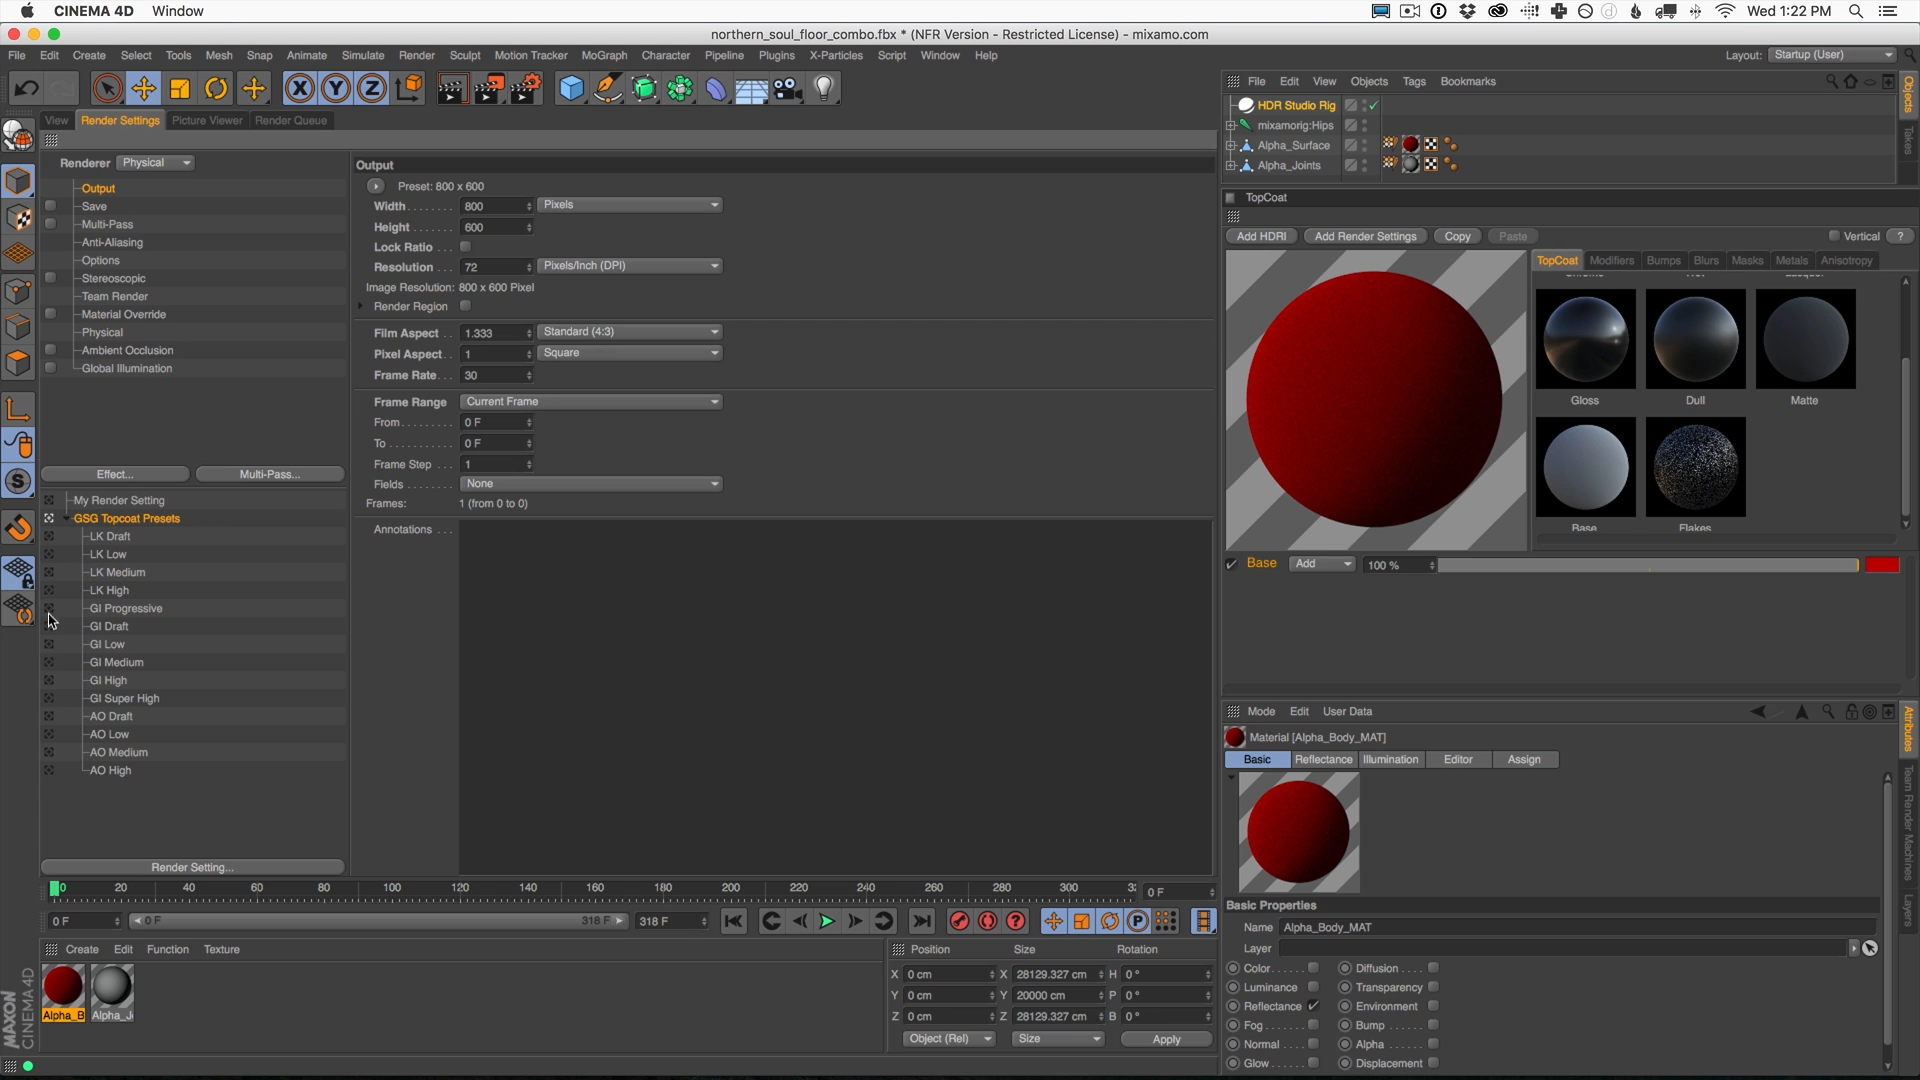 CINEMA 4D Window
Wed 1:22 PM
northern_soul_floor_combo.fbx * (NFR Version - Restricted License) - mixamo.com
File Edit Create Select Tools Mesh Snap Animate Simulate Render Sculpt Motion Tracker MoGraph Character Pipeline Plugins X-Particles Script Window Help
Layout: Startup (User)
File Edit View Objects Tags Bookmarks
View Render Settings Picture Viewer Render Queue
HDR Studio Rig
mixamorig:Hips
Alpha_Surface
Alpha_Joints
Objects
Takes
Renderer Physical
Output
Save
Multi-Pass
Anti-Aliasing
Options
Stereoscopic
Team Render
Material Override
Physical
Ambient Occlusion
Global Illumination
Effect... Multi-Pass...
My Render Setting
GSG Topcoat Presets
LK Draft
LK Low
LK Medium
LK High
GI Progressive
GI Draft
GI Low
GI Medium
GI High
GI Super High
AO Draft
AO Low
AO Medium
AO High
Render Setting...
Output
Preset: 800 x 600
Width 800 Pixels
Height 600
Lock Ratio
Resolution 72 Pixels/Inch (DPI)
Image Resolution: 800 x 600 Pixel
Render Region
Film Aspect 1.333 Standard (4:3)
Pixel Aspect 1 Square
Frame Rate 30
Frame Range Current Frame
From 0 F
To 0 F
Frame Step 1
Fields None
Frames: 1 (from 0 to 0)
Annotations
TopCoat
Add HDRI Add Render Settings Copy Paste Vertical ?
TopCoat Modifiers Bumps Blurs Masks Metals Anisotropy
Gloss Dull Matte
Base Flakes
Base Add 100 %
Mode Edit User Data
Material [Alpha_Body_MAT]
Basic Reflectance Illumination Editor Assign
Basic Properties
Name Alpha_Body_MAT
Layer
Color Diffusion
Luminance Transparency
Reflectance Environment
Fog Bump
Normal Alpha
Glow Displacement
Attributes
Team Render Machines
Layers
0 20 40 60 80 100 120 140 160 180 200 220 240 260 280 300 0 F
0 F 0 F 318 F 318 F
Create Edit Function Texture
Alpha_B Alpha_J
Position Size Rotation
X 0 cm X 28129.327 cm H 0 °
Y 0 cm Y 20000 cm P 0 °
Z 0 cm Z 28129.327 cm B 0 °
Object (Rel) Size Apply
MAXON CINEMA 4D